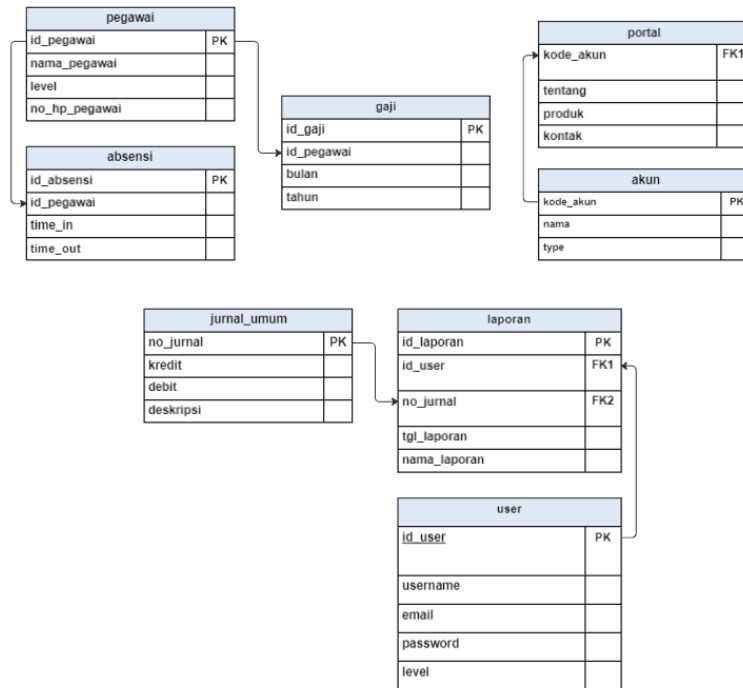 pegawai
id_pegawai PK
nama_pegawai
level
no_hp_pegawai
absensi
id_absensi PK
id_pegawai
time_in
time_out
gaji
id_gaji PK
id_pegawai
bulan
tahun
portal
kode_akun FK1
tentang
produk
kontak
akun
kode_akun PK
nama
type
jurnal_umum
no_jurnal PK
kredit
debit
deskripsi
laporan
id_laporan PK
id_user FK1
no_jurnal FK2
tgl_laporan
nama_laporan
user
id_user PK
username
email
password
level